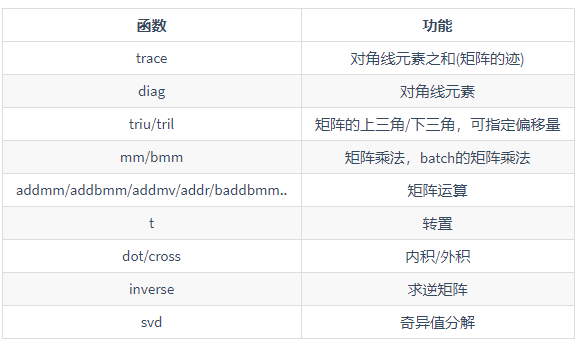 函数 功能
trace 对角线元素之和(矩阵的迹)
diag 对角线元素
triu/tril 矩阵的上三角/下三角，可指定偏移量
mm/bmm 矩阵乘法，batch的矩阵乘法
addmm/addbmm/addmv/addr/baddbmm.. 矩阵运算
t 转置
dot/cross 内积/外积
inverse 求逆矩阵
svd 奇异值分解